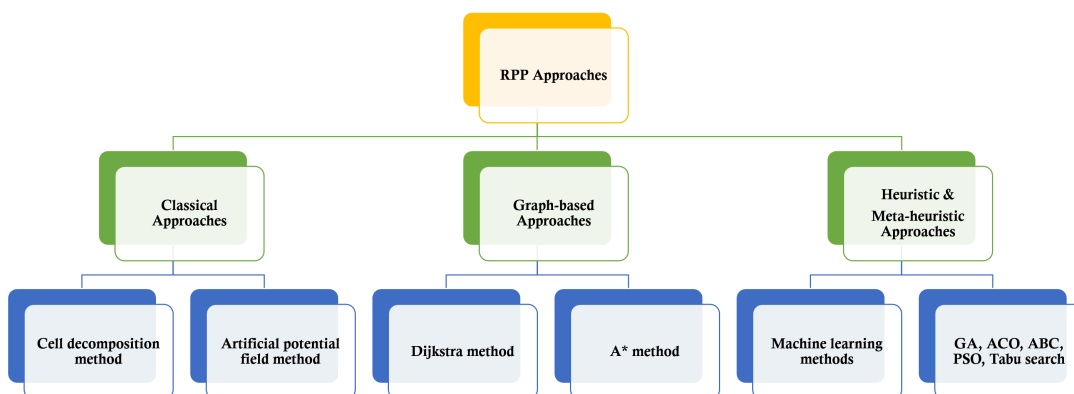 RPP Approaches
Classical
Approaches
Graph-based
Approaches
Heuristic &
Meta-heuristic
Approaches
Cell decomposition
method
Artificial potential
field method
Dijkstra method
A* method
Machine learning
methods
GA, ACO, ABC,
PSO, Tabu search